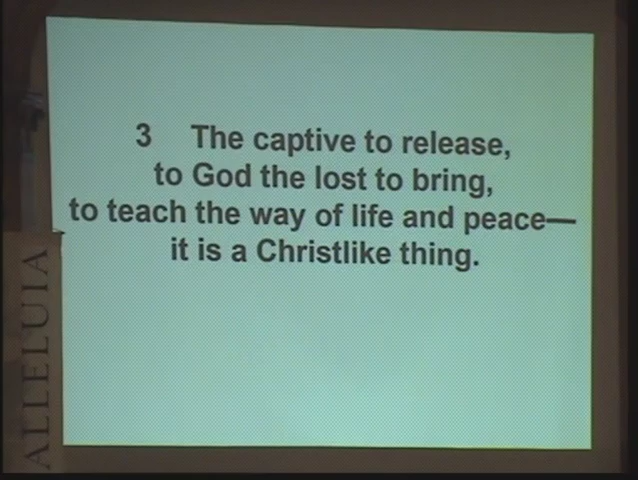 3 The captive to release,
to God the lost to bring,
to teach the way of life and peace—
it is a Christlike thing.
ALLELUIA